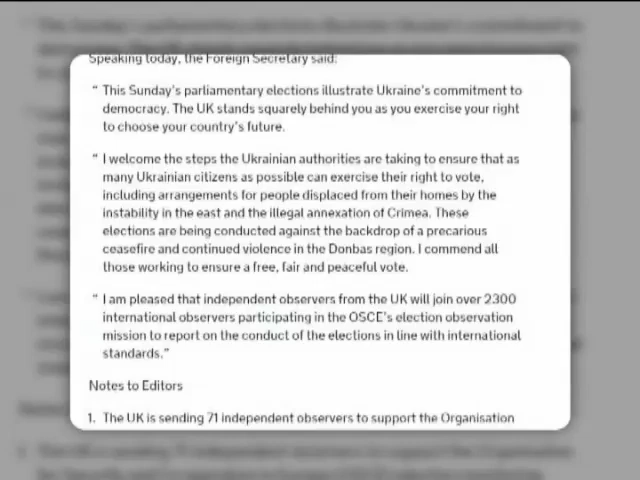 Speaking today, the Foreign Secretary said:
" This Sunday's parliamentary elections illustrate Ukraine's commitment to
democracy. The UK stands squarely behind you as you exercise your right
to choose your country's future.
" I welcome the steps the Ukrainian authorities are taking to ensure that as
many Ukrainian citizens as possible can exercise their right to vote,
including arrangements for people displaced from their homes by the
instability in the east and the illegal annexation of Crimea. These
elections are being conducted against the backdrop of a precarious
ceasefire and continued violence in the Donbas region. I commend all
those working to ensure a free, fair and peaceful vote.
" I am pleased that independent observers from the UK will join over 2300
international observers participating in the OSCE's election observation
mission to report on the conduct of the elections in line with international
standards."
Notes to Editors
1. The UK is sending 71 independent observers to support the Organisation